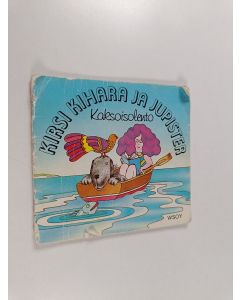 KIRSI KIHARA JA JUPISTER
Kaksoisolento
WSOY